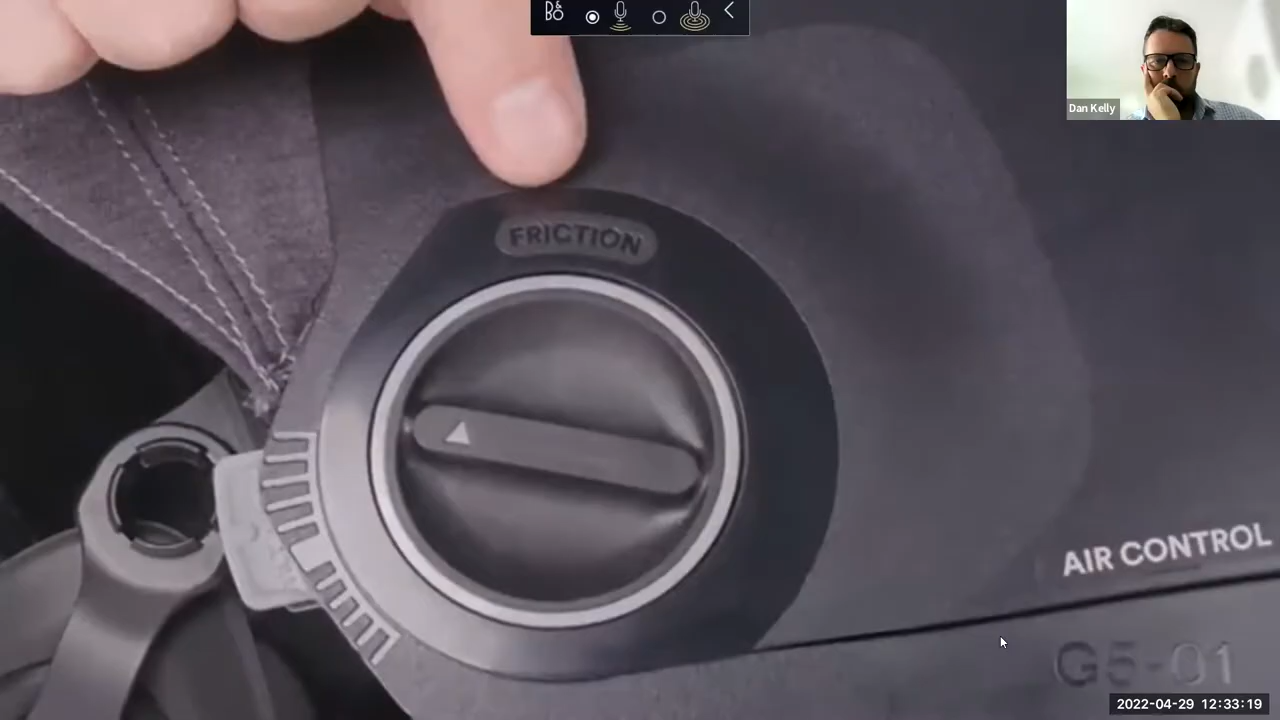 B&O
Dan Kelly
FRICTION
AIR CONTROL
G5-01
2022-04-29 12:33:19